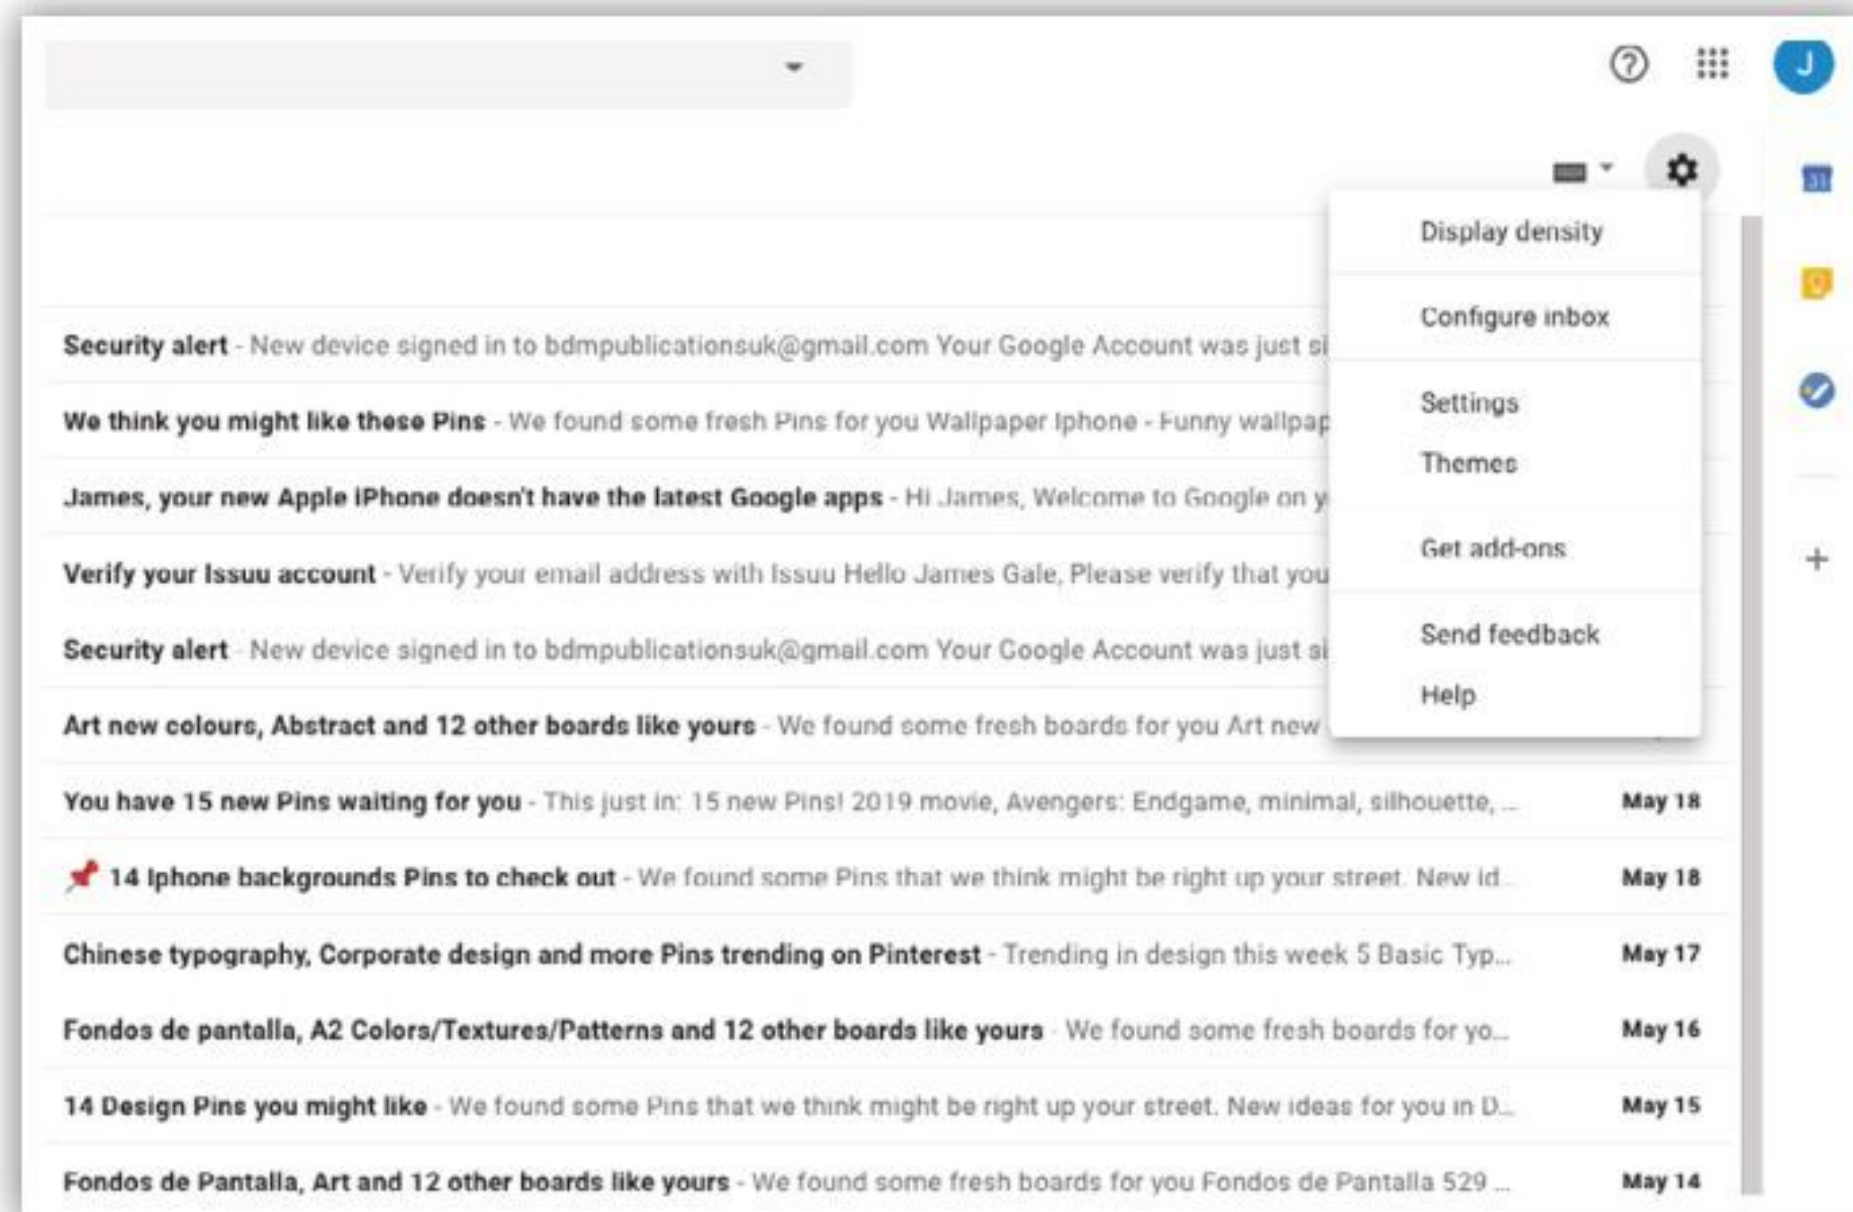 J
31
Display density
Configure inbox
Settings
Themes
Get add-ons
Send feedback
Help
Security alert - New device signed in to bdmpublicationsuk@gmail.com Your Google Account was just si
We think you might like these Pins - We found some fresh Pins for you Wallpaper Iphone - Funny wallpap
James, your new Apple iPhone doesn't have the latest Google apps - Hi James, Welcome to Google on y
Verify your Issuu account - Verify your email address with Issuu Hello James Gale, Please verify that you
Security alert - New device signed in to bdmpublicationsuk@gmail.com Your Google Account was just si
Art new colours, Abstract and 12 other boards like yours - We found some fresh boards for you Art new
You have 15 new Pins waiting for you - This just in: 15 new Pins! 2019 movie, Avengers: Endgame, minimal, silhouette, ... May 18
14 Iphone backgrounds Pins to check out - We found some Pins that we think might be right up your street. New id... May 18
Chinese typography, Corporate design and more Pins trending on Pinterest - Trending in design this week 5 Basic Typ... May 17
Fondos de pantalla, A2 Colors/Textures/Patterns and 12 other boards like yours - We found some fresh boards for yo... May 16
14 Design Pins you might like - We found some Pins that we think might be right up your street. New ideas for you in D... May 15
Fondos de Pantalla, Art and 12 other boards like yours - We found some fresh boards for you Fondos de Pantalla 529 ... May 14